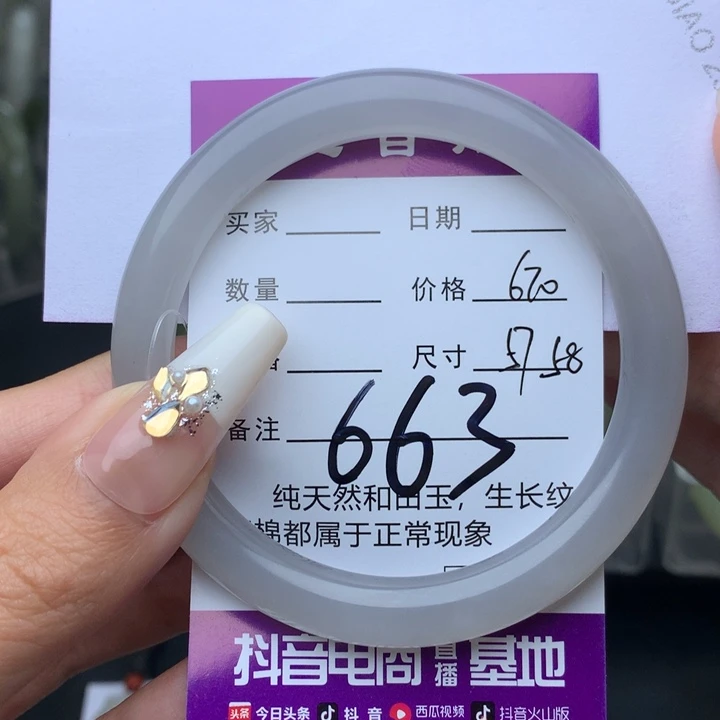 买家 日期
数量 价格 670
尺寸 57 58
备注 663
纯天然和田玉，生长纹
棉都属于正常现象
抖音电商直播基地
头条 今日头条 抖音 西瓜视频 抖音火山版